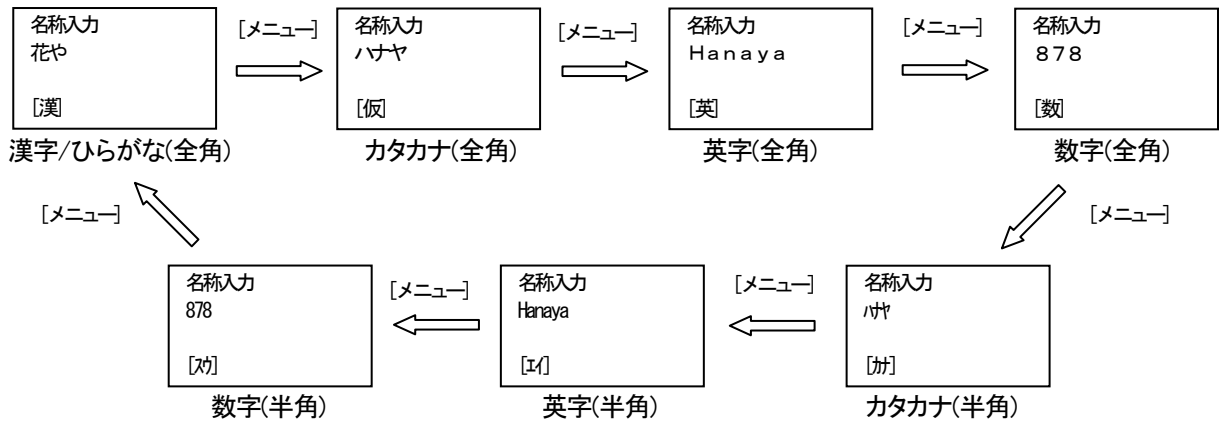 名称入力
花や
[漢]
漢字/ひらがな(全角)
[メニュー]
名称入力
ハナヤ
[仮]
カタカナ(全角)
[メニュー]
名称入力
Ｈａｎａｙａ
[英]
英字(全角)
[メニュー]
名称入力
８７８
[数]
数字(全角)
[メニュー]
名称入力
ﾊﾅﾔ
[ｶﾅ]
カタカナ(半角)
[メニュー]
名称入力
Hanaya
[ｴｲ]
英字(半角)
[メニュー]
名称入力
878
[ｽｳ]
数字(半角)
[メニュー]